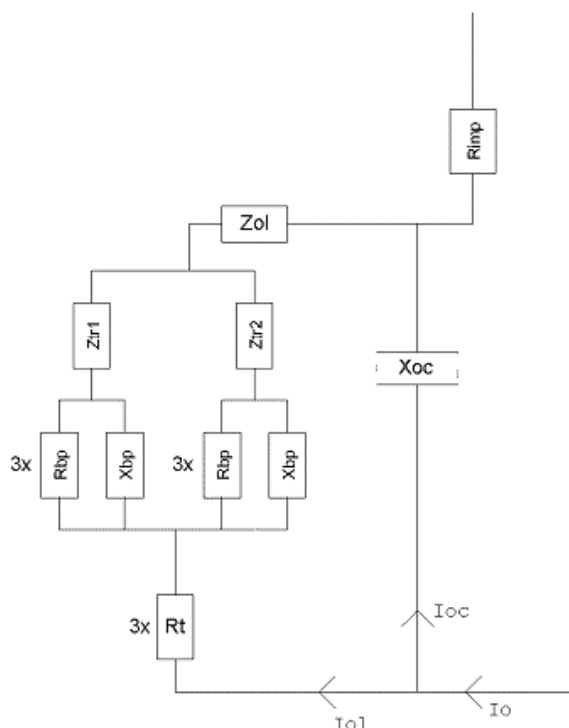 Rimp
Zol
Ztr1
Ztr2
Xoc
3x Rbp Xbp 3x Rbp Xbp
3x Rt
Ioc
Iol Io